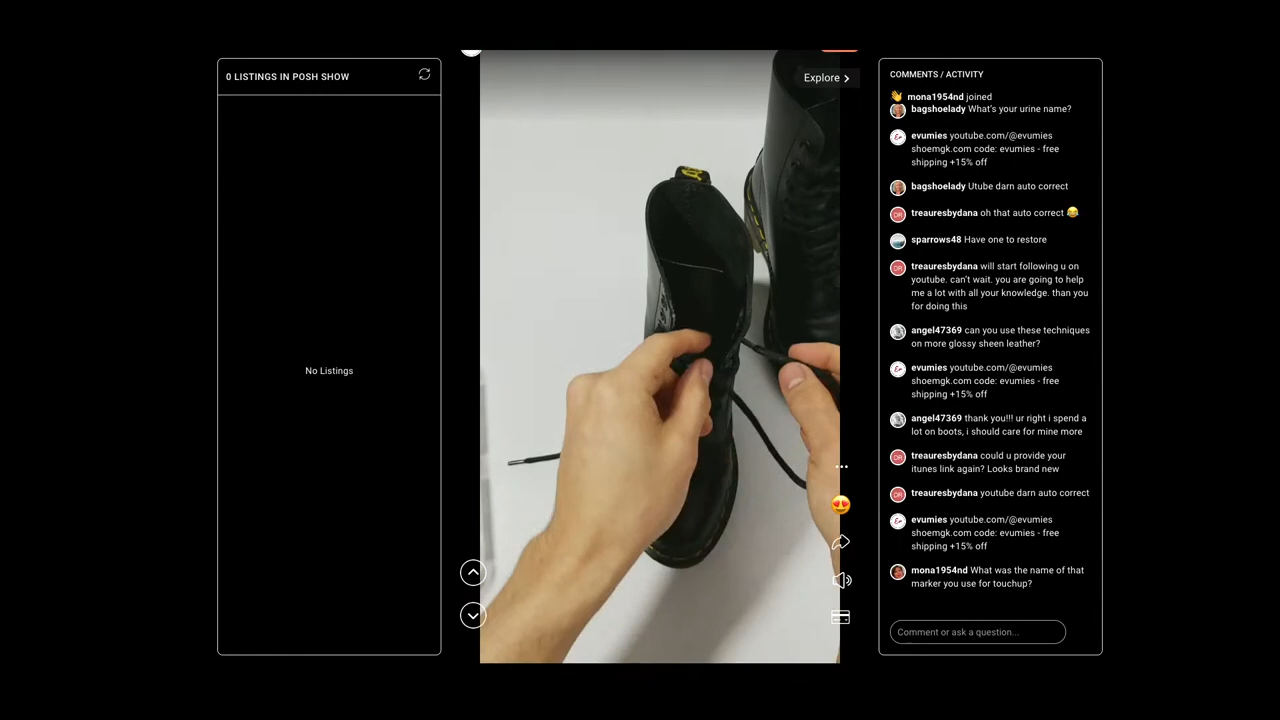 0 LISTINGS IN POSH SHOW
No Listings
Explore
COMMENTS / ACTIVITY
👋 mona1954nd joined
bagshoelady What's your urine name?
evumies youtube.com/@evumies
shoemgk.com code: evumies - free
shipping +15% off
bagshoelady Utube darn auto correct
treauresbydana oh that auto correct 😂
sparrows48 Have one to restore
treauresbydana will start following u on
youtube. can't wait. you are going to help
me a lot with all your knowledge. than you
for doing this
angel47369 can you use these techniques
on more glossy sheen leather?
evumies youtube.com/@evumies
shoemgk.com code: evumies - free
shipping +15% off
angel47369 thank you!!! ur right i spend a
lot on boots, i should care for mine more
treauresbydana could u provide your
itunes link again? Looks brand new
treauresbydana youtube darn auto correct
evumies youtube.com/@evumies
shoemgk.com code: evumies - free
shipping +15% off
mona1954nd What was the name of that
marker you use for touchup?
Comment or ask a question...